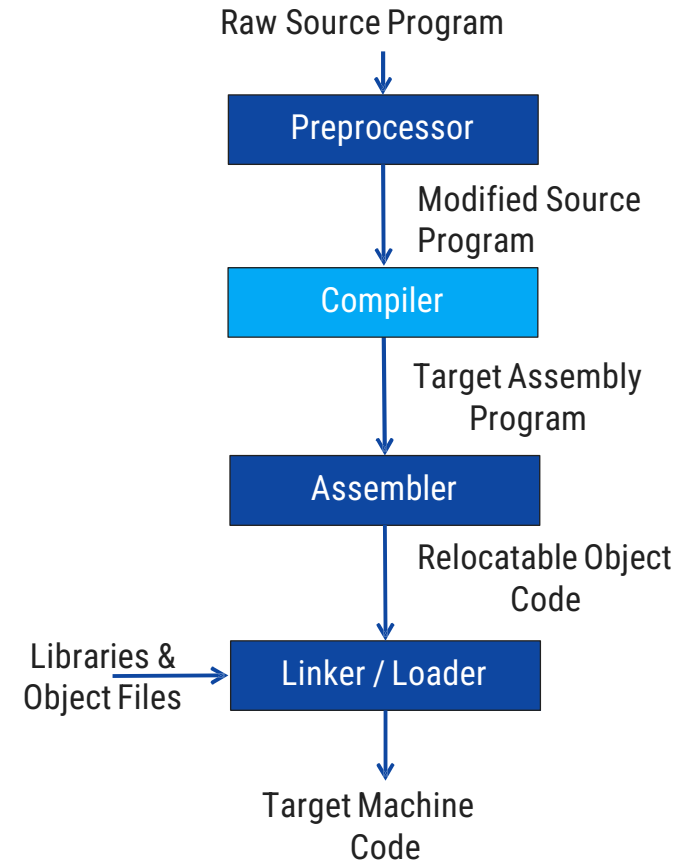 Raw Source Program
Preprocessor
Modified Source
Program
Compiler
Target Assembly
Program
Assembler
Relocatable Object
Code
Libraries &
Object Files
Linker / Loader
Target Machine
Code